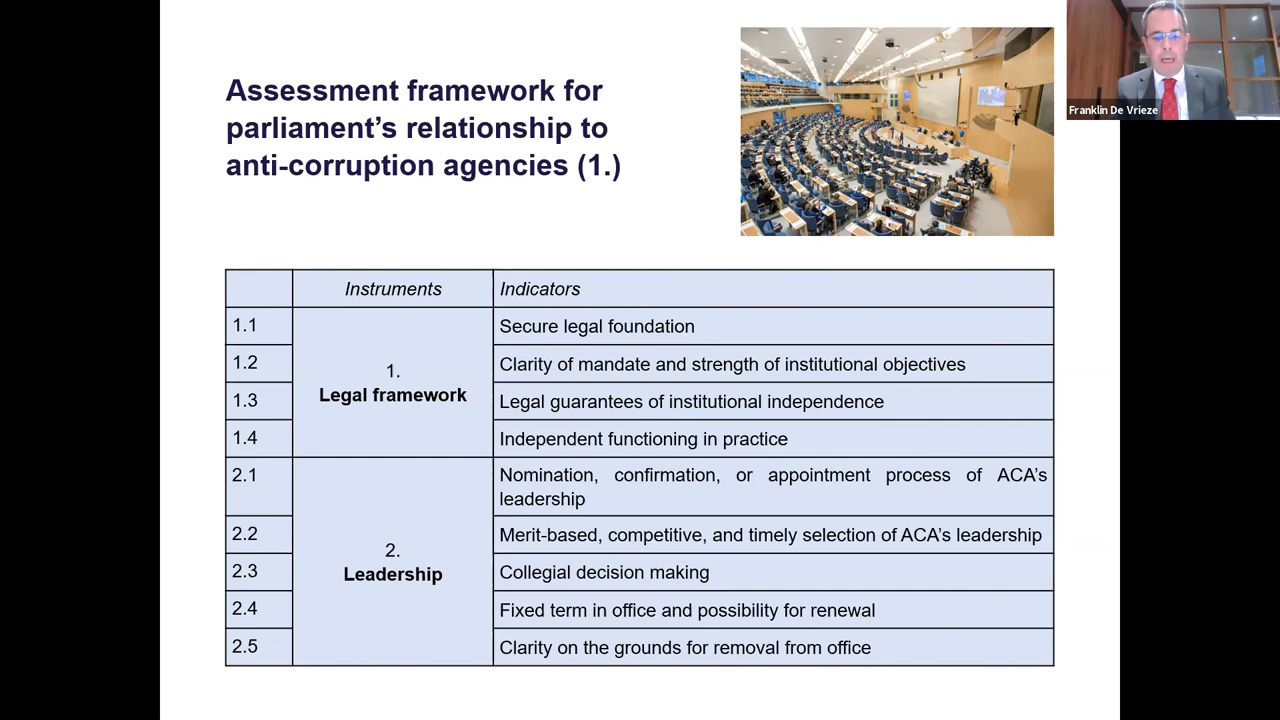 Assessment framework for
parliament’s relationship to
anti-corruption agencies (1.)
Franklin De Vrieze
Instruments Indicators
1.1 Secure legal foundation
1.2 Clarity of mandate and strength of institutional objectives
1.
Legal framework
1.3 Legal guarantees of institutional independence
1.4 Independent functioning in practice
2.1 Nomination, confirmation, or appointment process of ACA’s
leadership
2.2 Merit-based, competitive, and timely selection of ACA’s leadership
2.
Leadership
2.3 Collegial decision making
2.4 Fixed term in office and possibility for renewal
2.5 Clarity on the grounds for removal from office